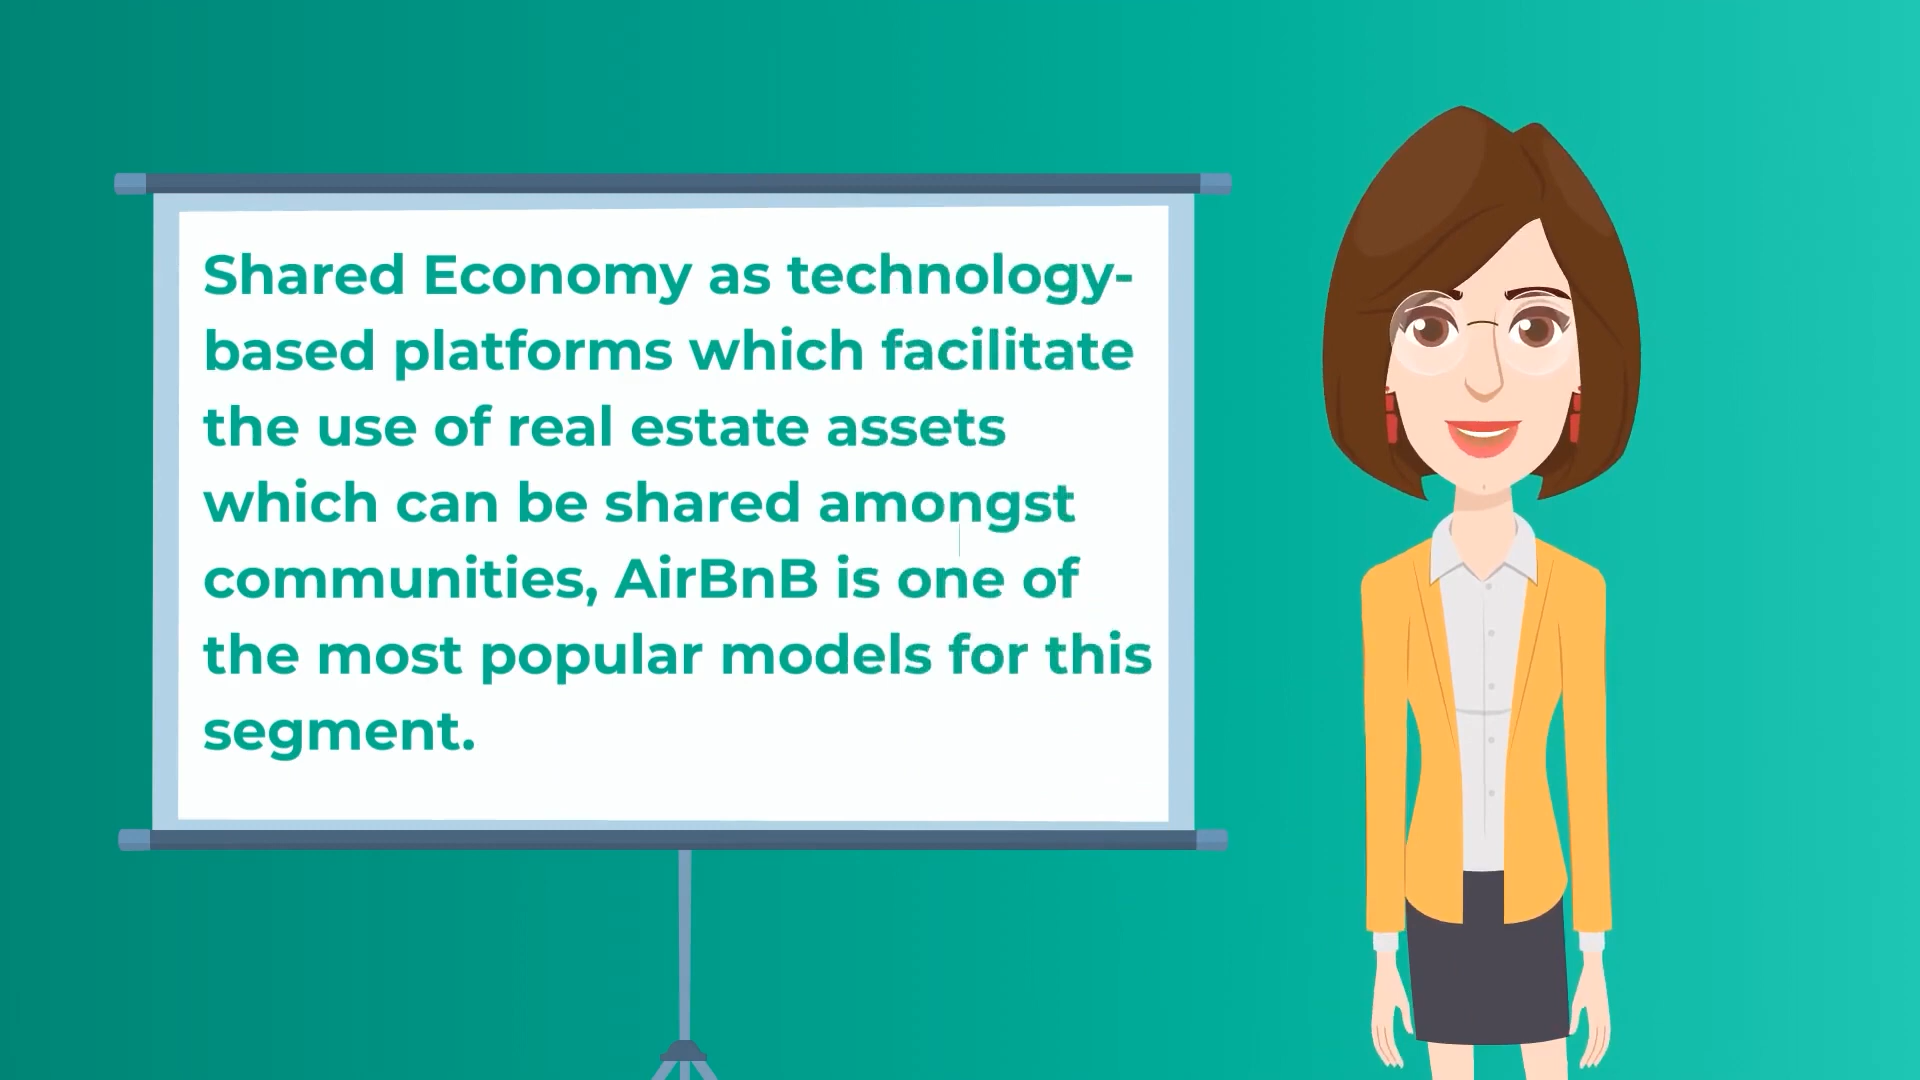 Shared Economy as technology-
based platforms which facilitate
the use of real estate assets
which can be shared amongst
communities, AirBnB is one of
the most popular models for this
segment.